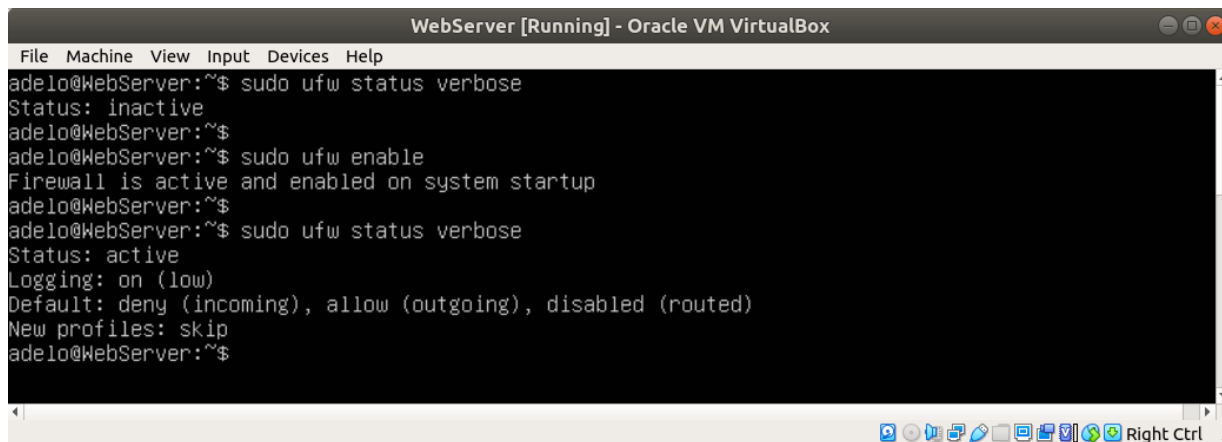 WebServer [Running] - Oracle VM VirtualBox
File Machine View Input Devices Help
adelo@WebServer:~$ sudo ufw status verbose
Status: inactive
adelo@WebServer:~$
adelo@WebServer:~$ sudo ufw enable
Firewall is active and enabled on system startup
adelo@WebServer:~$
adelo@WebServer:~$ sudo ufw status verbose
Status: active
Logging: on (low)
Default: deny (incoming), allow (outgoing), disabled (routed)
New profiles: skip
adelo@WebServer:~$
Right Ctrl